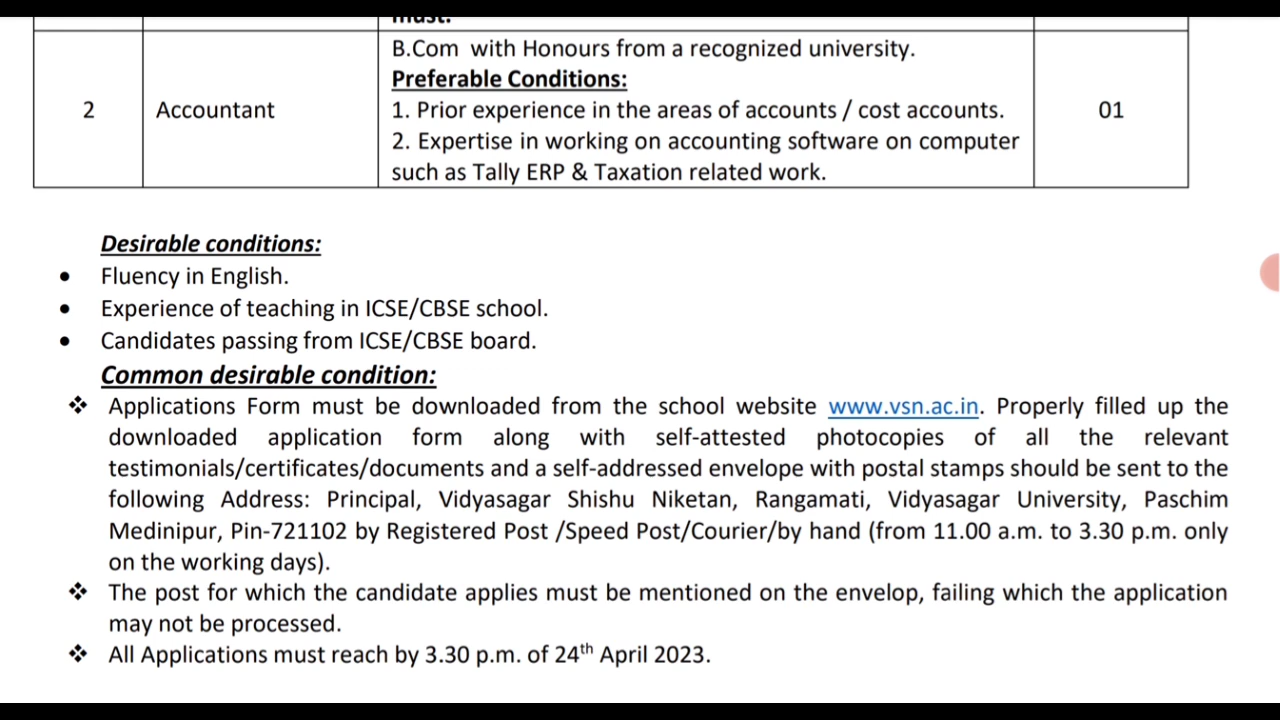 must.
B.Com with Honours from a recognized university.
Preferable Conditions:
2 Accountant 1. Prior experience in the areas of accounts / cost accounts. 01
2. Expertise in working on accounting software on computer
such as Tally ERP & Taxation related work.
Desirable conditions:
• Fluency in English.
• Experience of teaching in ICSE/CBSE school.
• Candidates passing from ICSE/CBSE board.
Common desirable condition:
❖ Applications Form must be downloaded from the school website www.vsn.ac.in. Properly filled up the
downloaded application form along with self-attested photocopies of all the relevant
testimonials/certificates/documents and a self-addressed envelope with postal stamps should be sent to the
following Address: Principal, Vidyasagar Shishu Niketan, Rangamati, Vidyasagar University, Paschim
Medinipur, Pin-721102 by Registered Post /Speed Post/Courier/by hand (from 11.00 a.m. to 3.30 p.m. only
on the working days).
❖ The post for which the candidate applies must be mentioned on the envelop, failing which the application
may not be processed.
❖ All Applications must reach by 3.30 p.m. of 24th April 2023.